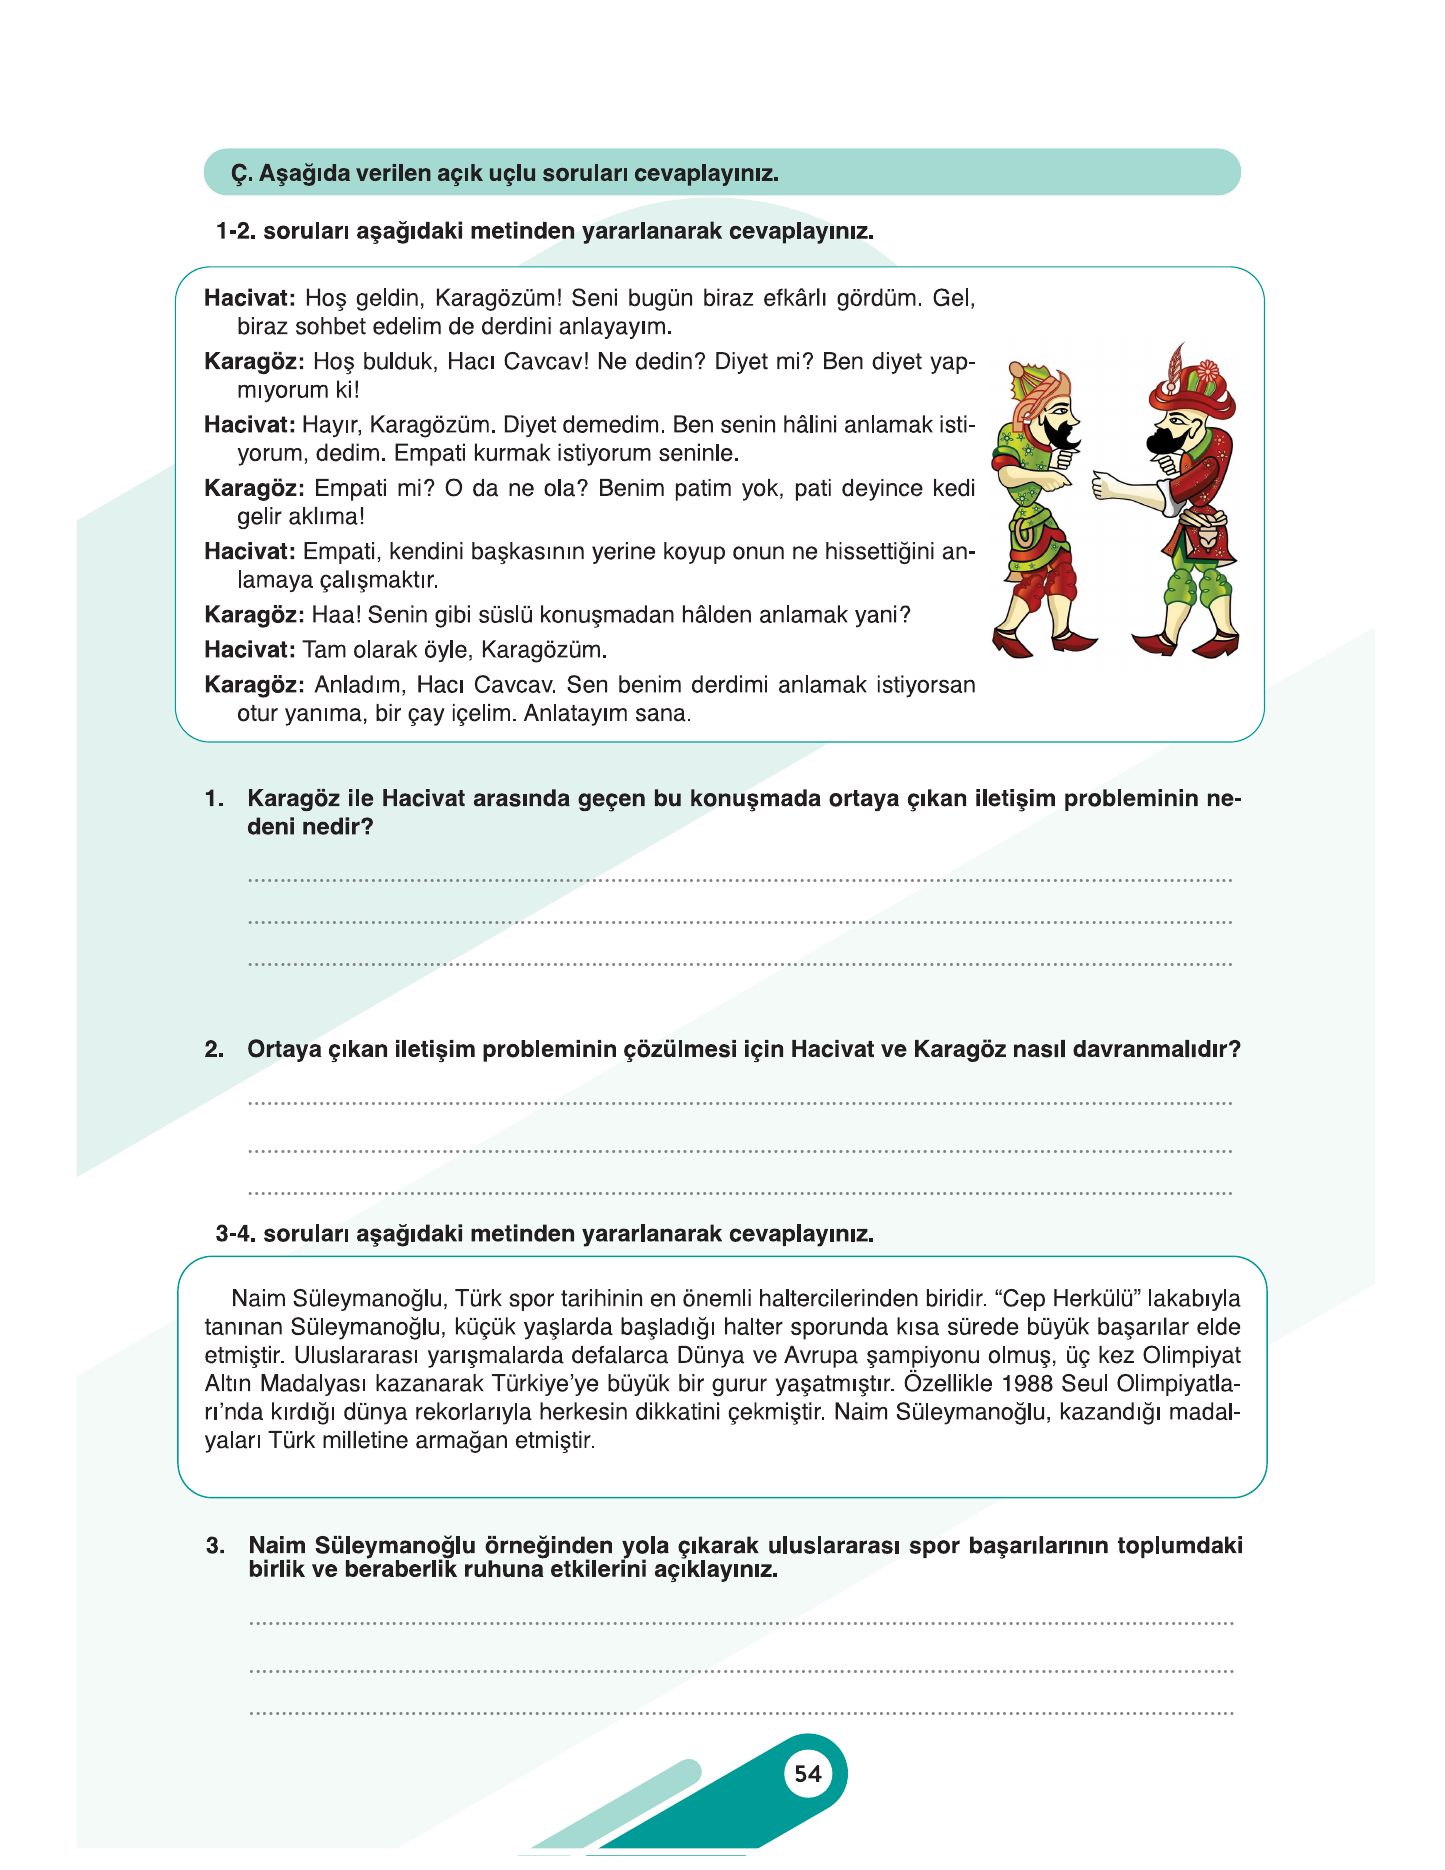 Ç. Aşağıda verilen açık uçlu soruları cevaplayınız.
1-2. soruları aşağıdaki metinden yararlanarak cevaplayınız.
Hacivat: Hoş geldin, Karagözüm! Seni bugün biraz efkârlı gördüm. Gel,
biraz sohbet edelim de derdini anlayayım.
Karagöz: Hoş bulduk, Hacı Cavcav! Ne dedin? Diyet mi? Ben diyet yap-
mıyorum ki!
Hacivat: Hayır, Karagözüm. Diyet demedim. Ben senin hâlini anlamak isti-
yorum, dedim. Empati kurmak istiyorum seninle.
Karagöz: Empati mi? O da ne ola? Benim patim yok, pati deyince kedi
gelir aklıma!
Hacivat: Empati, kendini başkasının yerine koyup onun ne hissettiğini an-
lamaya çalışmaktır.
Karagöz: Haa! Senin gibi süslü konuşmadan hâlden anlamak yani?
Hacivat: Tam olarak öyle, Karagözüm.
Karagöz: Anladım, Hacı Cavcav. Sen benim derdimi anlamak istiyorsan
otur yanıma, bir çay içelim. Anlatayım sana.
1. Karagöz ile Hacivat arasında geçen bu konuşmada ortaya çıkan iletişim probleminin ne-
deni nedir?
2. Ortaya çıkan iletişim probleminin çözülmesi için Hacivat ve Karagöz nasıl davranmalıdır?
3-4. soruları aşağıdaki metinden yararlanarak cevaplayınız.
Naim Süleymanoğlu, Türk spor tarihinin en önemli haltercilerinden biridir. “Cep Herkülü” lakabıyla
tanınan Süleymanoğlu, küçük yaşlarda başladığı halter sporunda kısa sürede büyük başarılar elde
etmiştir. Uluslararası yarışmalarda defalarca Dünya ve Avrupa şampiyonu olmuş, üç kez Olimpiyat
Altın Madalyası kazanarak Türkiye’ye büyük bir gurur yaşatmıştır. Özellikle 1988 Seul Olimpiyatla-
rı’nda kırdığı dünya rekorlarıyla herkesin dikkatini çekmiştir. Naim Süleymanoğlu, kazandığı madal-
yaları Türk milletine armağan etmiştir.
3. Naim Süleymanoğlu örneğinden yola çıkarak uluslararası spor başarılarının toplumdaki
birlik ve beraberlik ruhuna etkilerini açıklayınız.
54